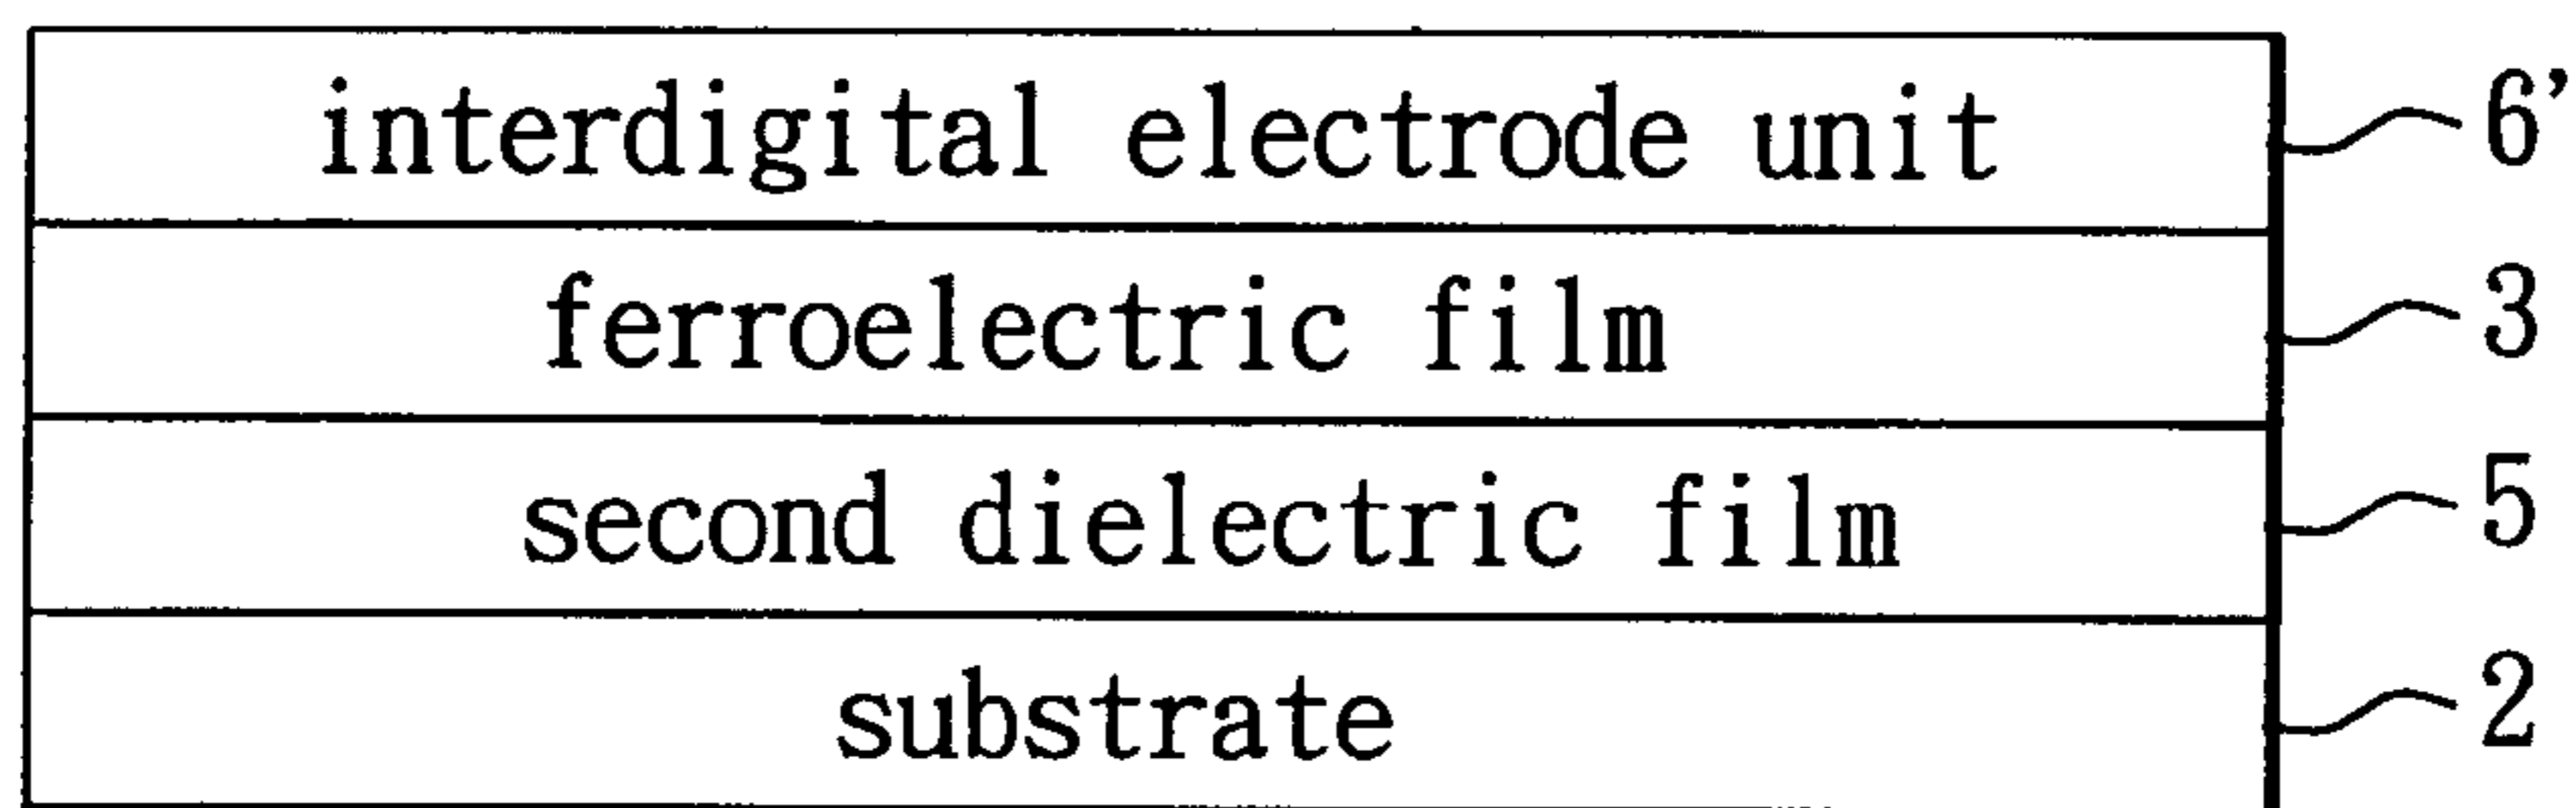 interdigital electrode unit 6’
ferroelectric film 3
second dielectric film 5
substrate 2